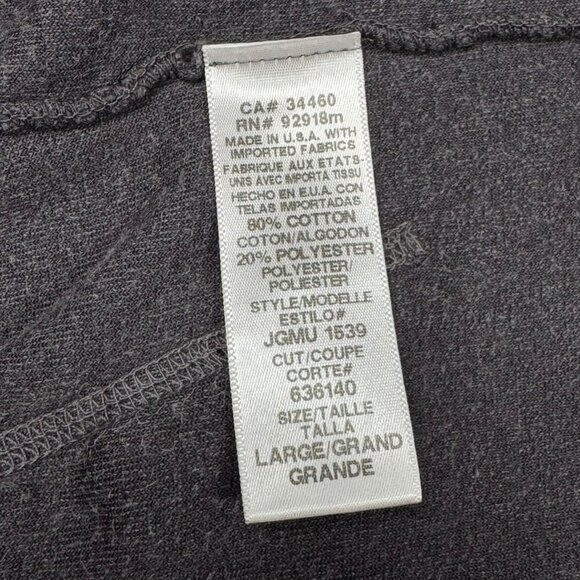 CA# 34460
RN# 92918m
MADE IN U.S.A. WITH
IMPORTED FABRICS
FABRIQUE AUX ETATS-
UNIS AVEC IMPORTA TISSU
HECHO EN E.U.A. CON
TELAS IMPORTADAS
80% COTTON
COTON/ALGODON
20% POLYESTER
POLYESTER/
POLIESTER
STYLE/MODELLE
ESTILO#
JGMU 1539
CUT/COUPE
CORTE#
636140
SIZE/TAILLE
TALLA
LARGE/GRAND
GRANDE